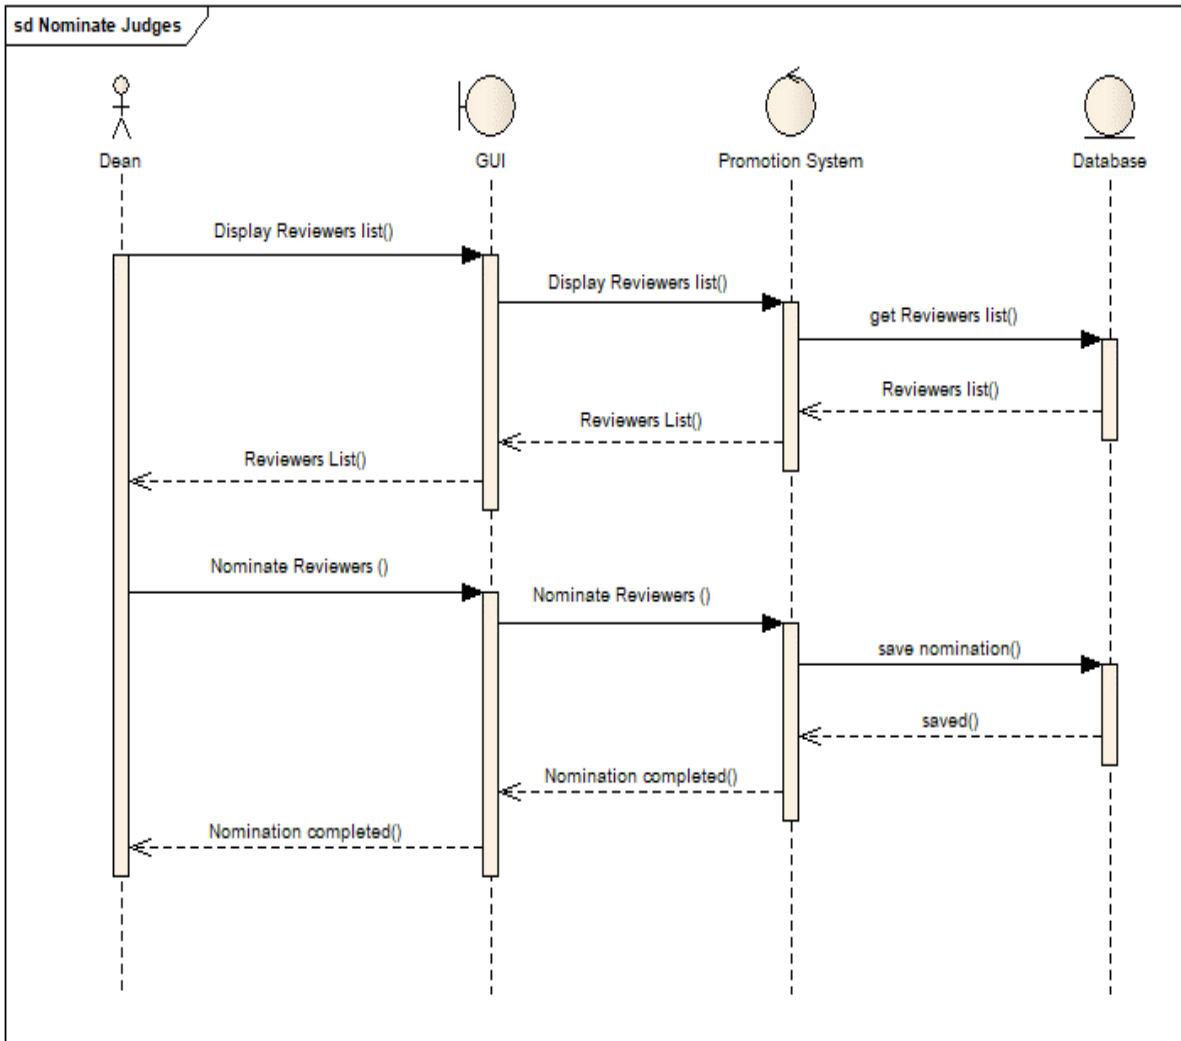 sd Nominate Judges
Dean
GUI
Promotion System
Database
Display Reviewers list()
Display Reviewers list()
get Reviewers list()
Reviewers list()
Reviewers List()
Reviewers List()
Nominate Reviewers ()
Nominate Reviewers ()
save nomination()
saved()
Nomination completed()
Nomination completed()